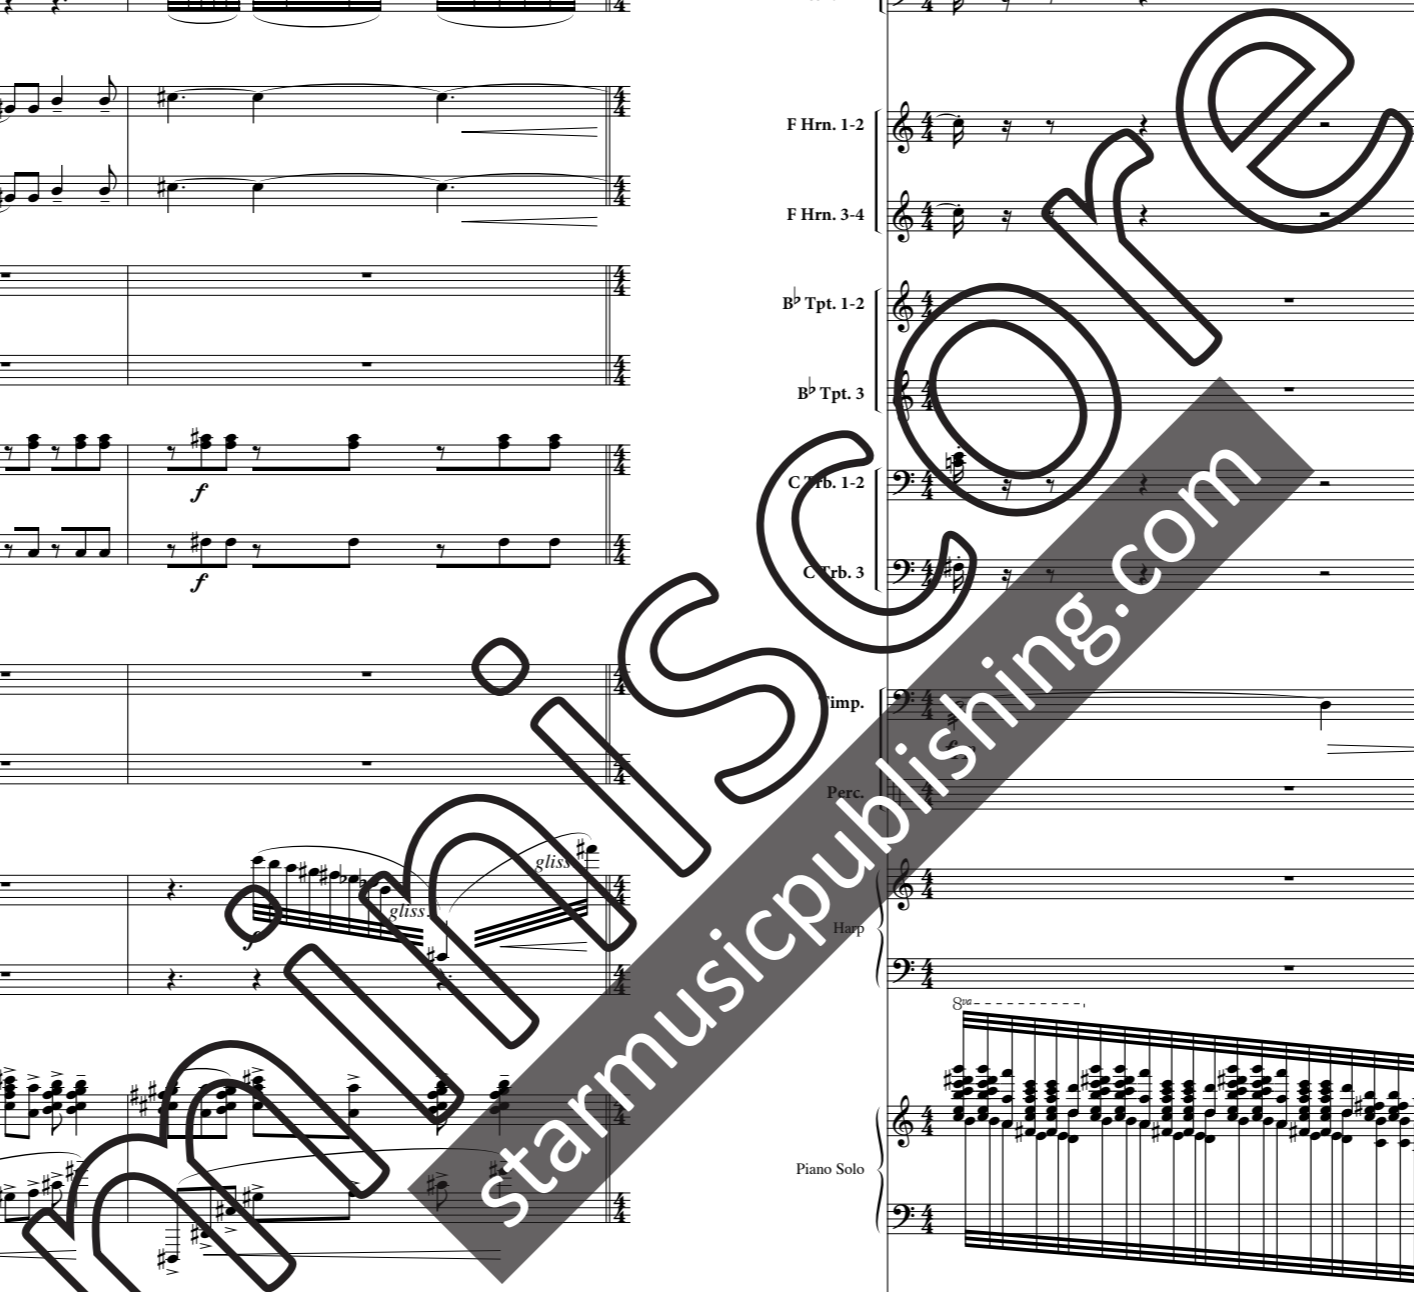 F Hrn. 1-2
F Hrn. 3-4
B♭ Tpt. 1-2
B♭ Tpt. 3
C Trb. 1-2
f
C Trb. 3
f
Timp.
Perc.
gliss.
gliss.
f
Harp
8va
Piano Solo
miniscore
starmusicpublishing.com